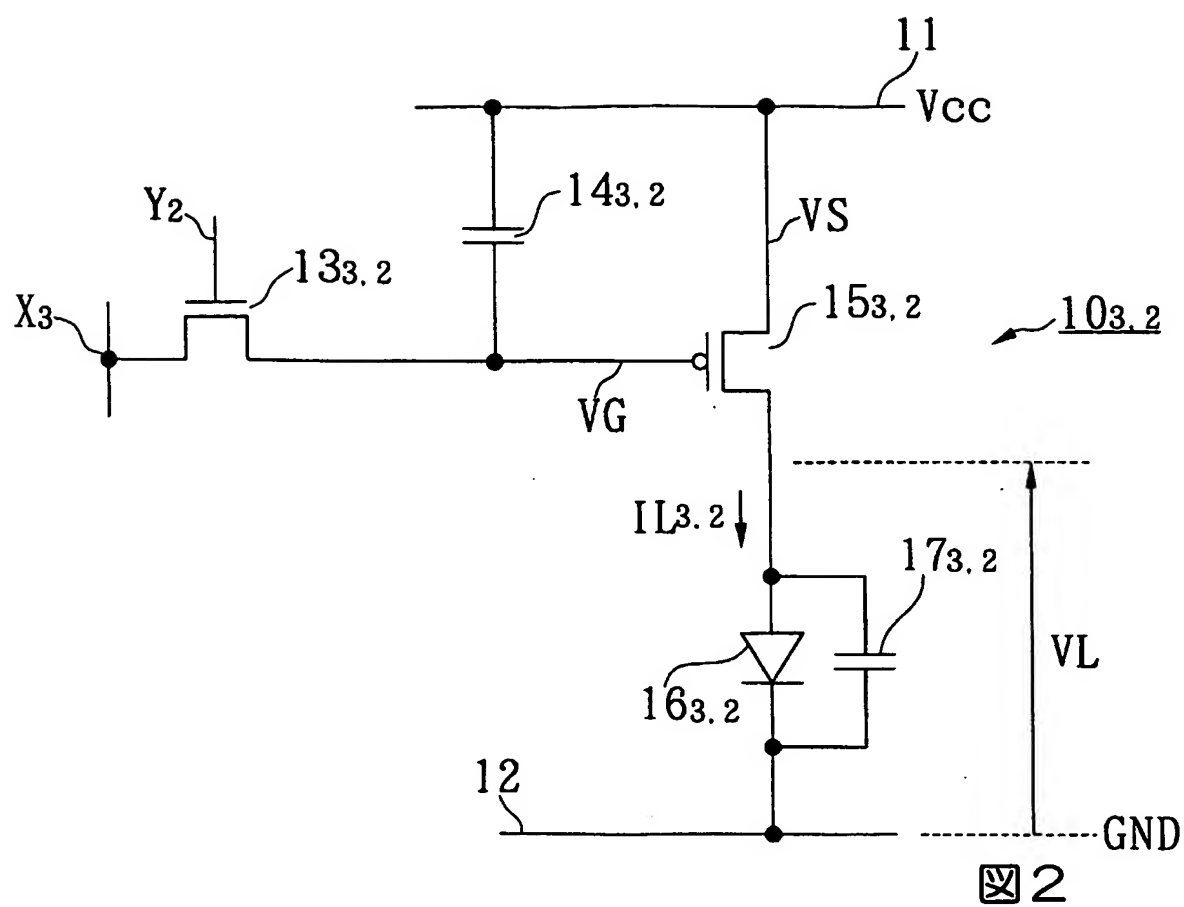 11
Vcc
143,2
Y2
VS
133,2
X3
153,2
103,2
VG
IL3,2
173,2
VL
163,2
12
GND
図2